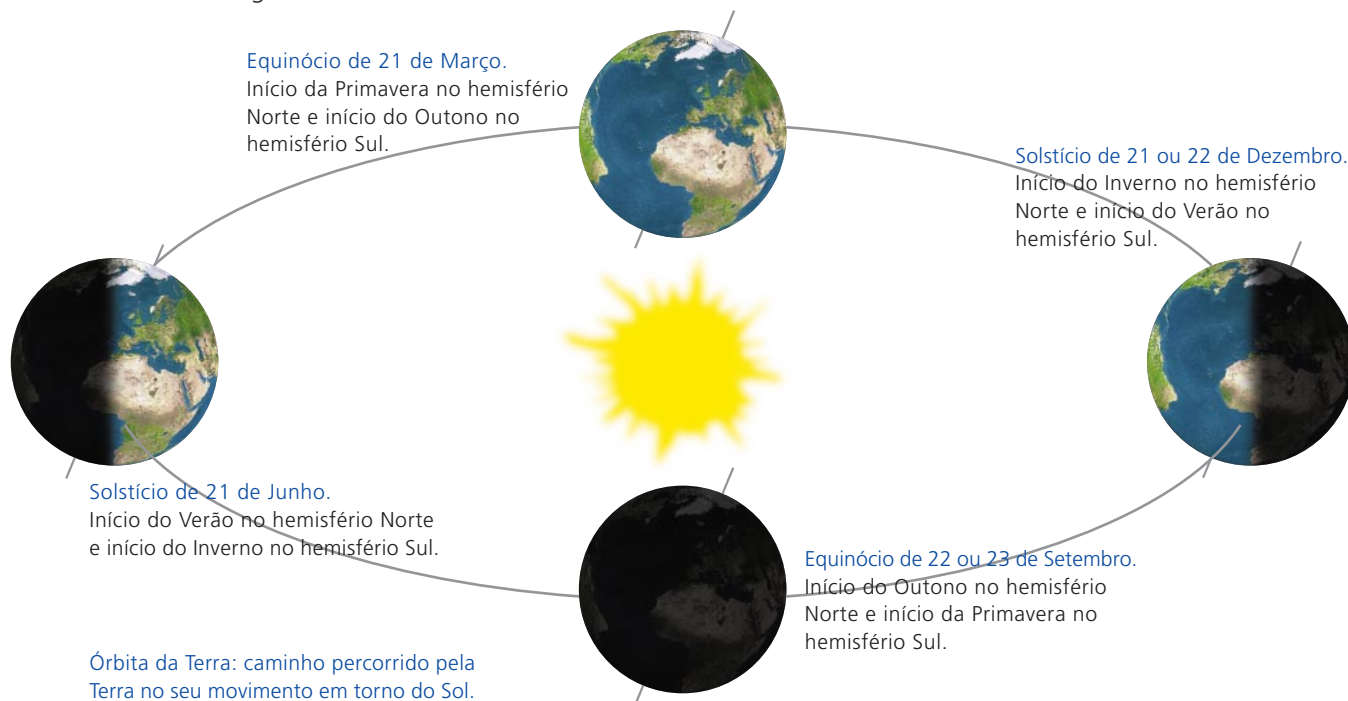 Equinócio de 21 de Março.
Início da Primavera no hemisfério
Norte e início do Outono no
hemisfério Sul.
Solstício de 21 ou 22 de Dezembro.
Início do Inverno no hemisfério
Norte e início do Verão no
hemisfério Sul.
Solstício de 21 de Junho.
Início do Verão no hemisfério Norte
e início do Inverno no hemisfério Sul.
Equinócio de 22 ou 23 de Setembro.
Início do Outono no hemisfério
Norte e início da Primavera no
hemisfério Sul.
Órbita da Terra: caminho percorrido pela
Terra no seu movimento em torno do Sol.